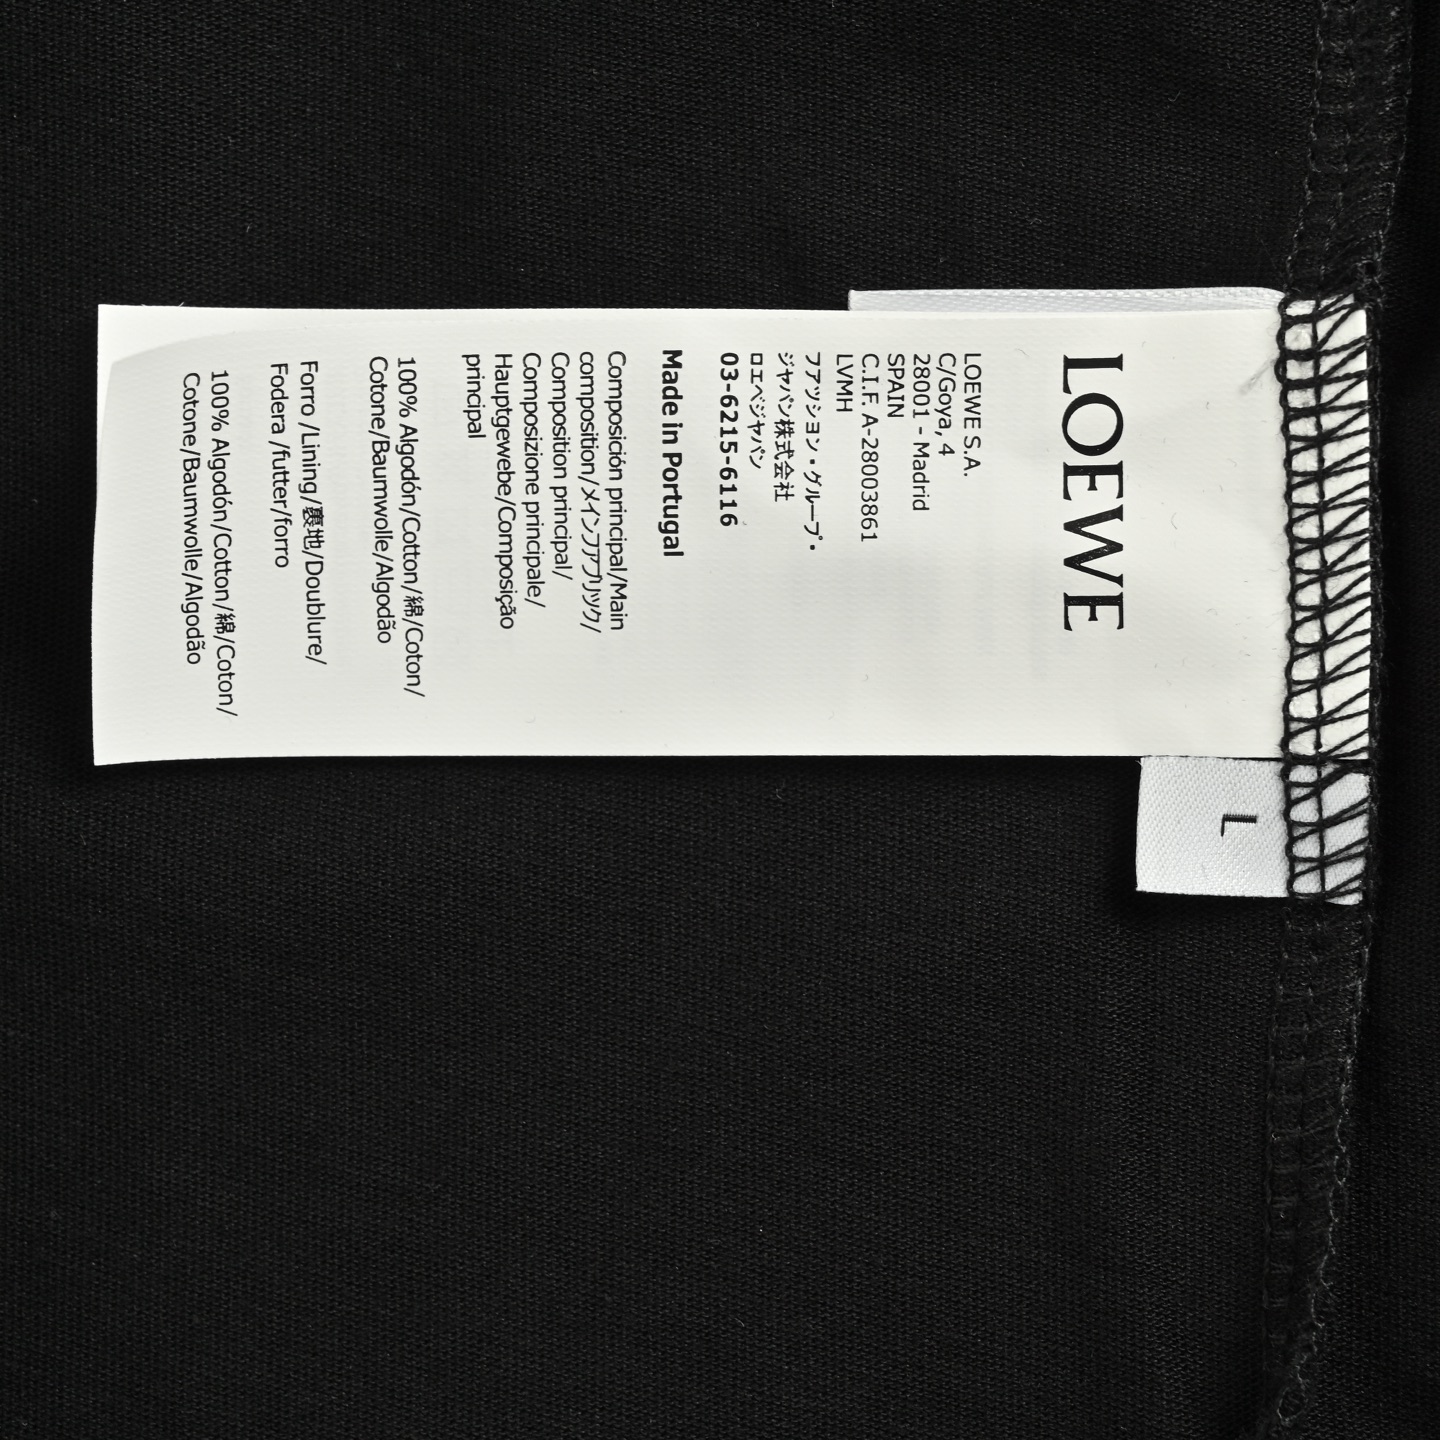 LOEWE
LOEWE S.A.
C/Goya, 4
28001 - Madrid
SPAIN
C.I.F. A-28003861
LVMH
ファッション・グループ・
ジャパン株式会社
ロエベジャパン
03-6215-6116
Made in Portugal
Composición principal/Main
composition/メインファブリック/
Composition principal/
Composizione principale/
Hauptgewebe/Composição
principal
100% Algodón/Cotton/綿/Coton/
Cotone/Baumwolle/Algodão
Forro /Lining/裏地/Doublure/
Fodera /futter/forro
100% Algodón/Cotton/綿/Coton/
Cotone/Baumwolle/Algodão
L